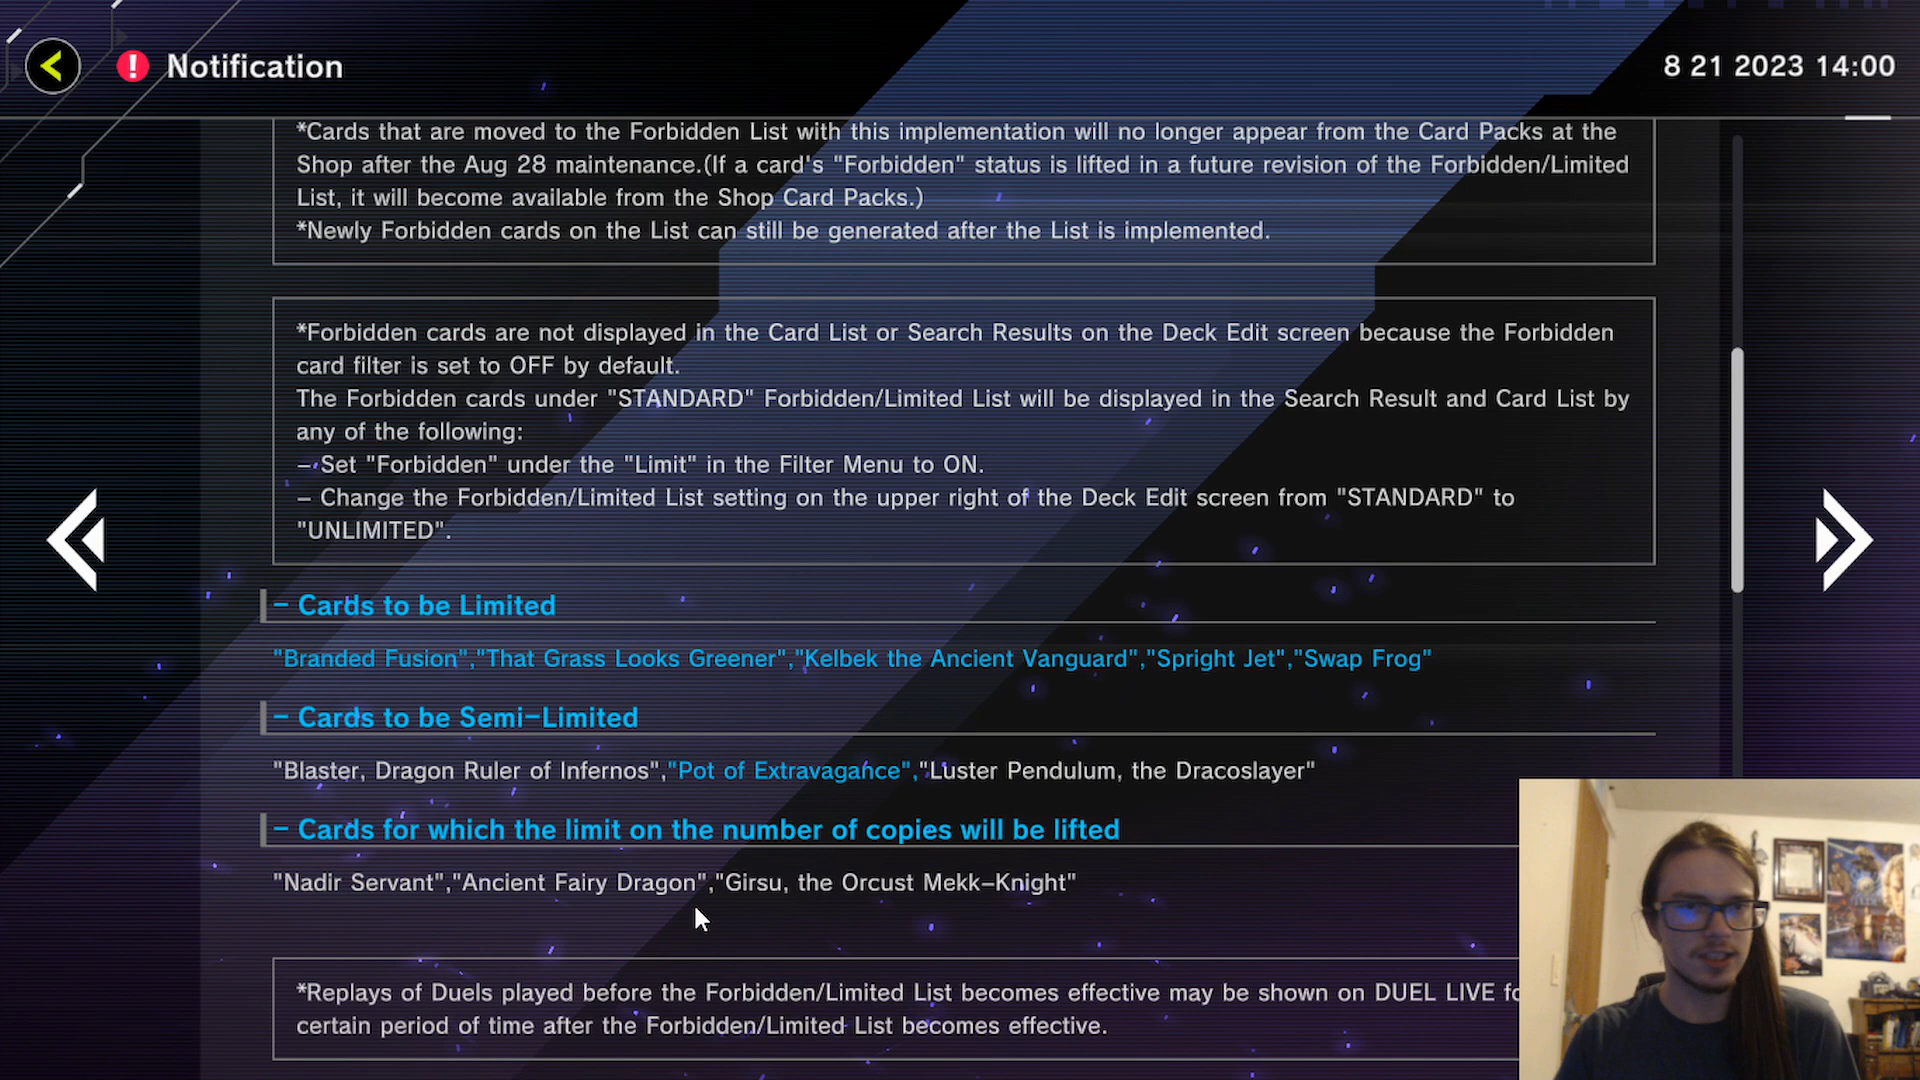 Notification
8 21 2023 14:00
*Cards that are moved to the Forbidden List with this implementation will no longer appear from the Card Packs at the
Shop after the Aug 28 maintenance.(If a card's "Forbidden" status is lifted in a future revision of the Forbidden/Limited
List, it will become available from the Shop Card Packs.)
*Newly Forbidden cards on the List can still be generated after the List is implemented.
*Forbidden cards are not displayed in the Card List or Search Results on the Deck Edit screen because the Forbidden
card filter is set to OFF by default.
The Forbidden cards under "STANDARD" Forbidden/Limited List will be displayed in the Search Result and Card List by
any of the following:
– Set "Forbidden" under the "Limit" in the Filter Menu to ON.
– Change the Forbidden/Limited List setting on the upper right of the Deck Edit screen from "STANDARD" to
"UNLIMITED".
– Cards to be Limited
"Branded Fusion","That Grass Looks Greener","Kelbek the Ancient Vanguard","Spright Jet","Swap Frog"
– Cards to be Semi–Limited
"Blaster, Dragon Ruler of Infernos","Pot of Extravagance","Luster Pendulum, the Dracoslayer"
– Cards for which the limit on the number of copies will be lifted
"Nadir Servant","Ancient Fairy Dragon","Girsu, the Orcust Mekk–Knight"
*Replays of Duels played before the Forbidden/Limited List becomes effective may be shown on DUEL LIVE
certain period of time after the Forbidden/Limited List becomes effective.